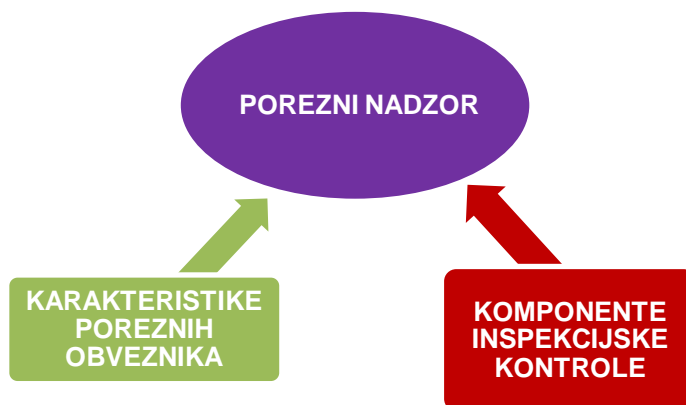 POREZNI NADZOR
KARAKTERISTIKE
POREZNIH
OBVEZNIKA
KOMPONENTE
INSPEKCIJSKE
KONTROLE